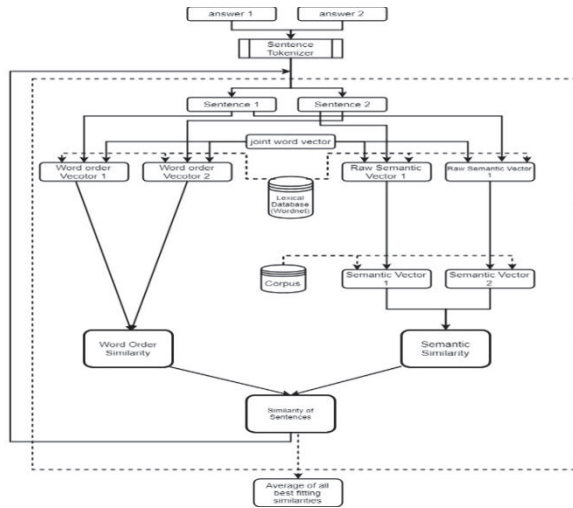 answer 1
answer 2
Sentence
Tokenizer
Sentence 1
Sentence 2
joint word vector
Word order
Vecotor 1
Word order
Vecotor 2
Raw Semantic
Vector 1
Raw Semantic Vector
1
Lexical
Database
(Wordnet)
Corpus
Semantic Vector
1
Semantic Vector
2
Word Order
Similarity
Semantic
Similarity
Similarity of
Sentences
Average of all
best fitting
similarities